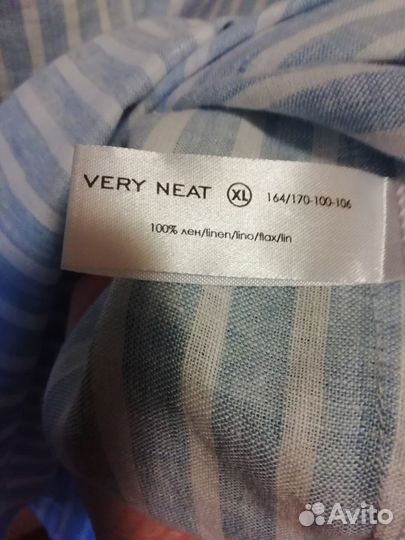 VERY NEAT XL 164/170-100-106
100% лен/linen/lino/flax/lin
Avito